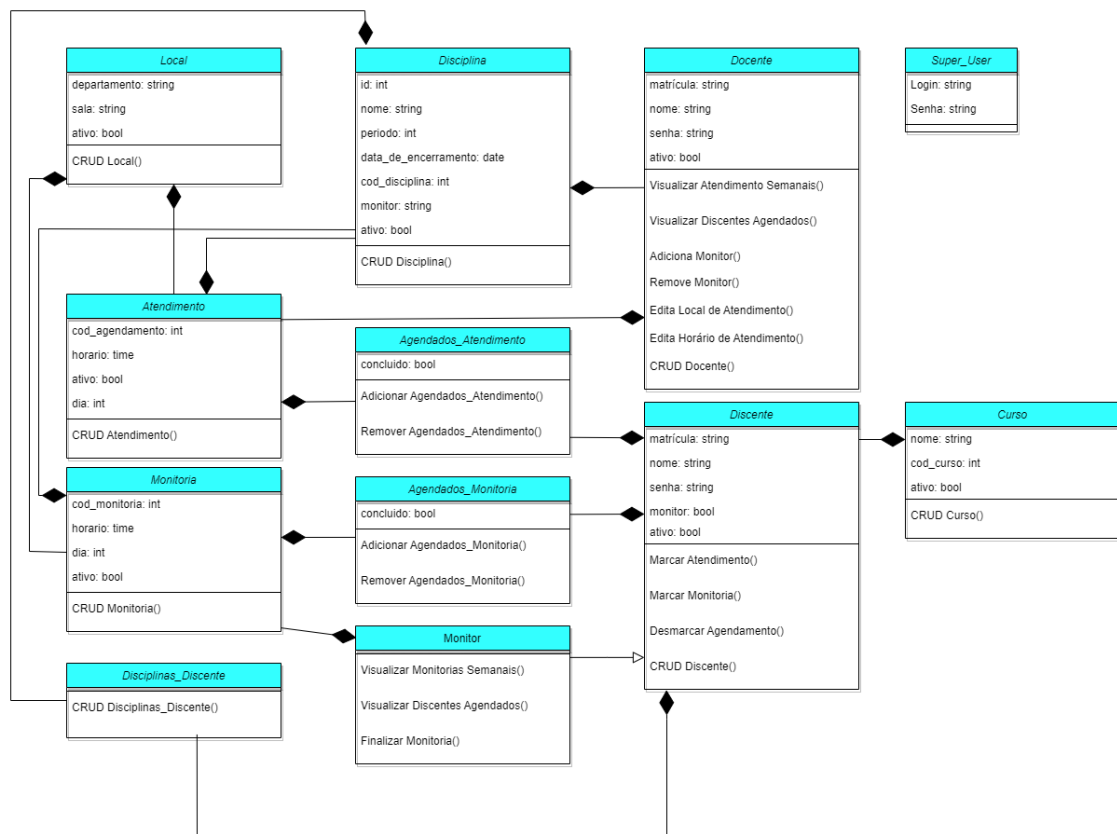 Local
departamento: string
sala: string
ativo: bool
CRUD Local()
Disciplina
id: int
nome: string
periodo: int
data_de_encerramento: date
cod_disciplina: int
monitor: string
ativo: bool
CRUD Disciplina()
Docente
matrícula: string
nome: string
senha: string
ativo: bool
Visualizar Atendimento Semanais()
Visualizar Discentes Agendados()
Adiciona Monitor()
Remove Monitor()
Edita Local de Atendimento()
Edita Horário de Atendimento()
CRUD Docente()
Super_User
Login: string
Senha: string
Atendimento
cod_agendamento: int
horario: time
ativo: bool
dia: int
CRUD Atendimento()
Agendados_Atendimento
concluido: bool
Adicionar Agendados_Atendimento()
Remover Agendados_Atendimento()
Discente
matrícula: string
nome: string
senha: string
monitor: bool
ativo: bool
Marcar Atendimento()
Marcar Monitoria()
Desmarcar Agendamento()
CRUD Discente()
Curso
nome: string
cod_curso: int
ativo: bool
CRUD Curso()
Monitoria
cod_monitoria: int
horario: time
dia: int
ativo: bool
CRUD Monitoria()
Agendados_Monitoria
concluido: bool
Adicionar Agendados_Monitoria()
Remover Agendados_Monitoria()
Monitor
Visualizar Monitorias Semanais()
Visualizar Discentes Agendados()
Finalizar Monitoria()
Disciplinas_Discente
CRUD Disciplinas_Discente()